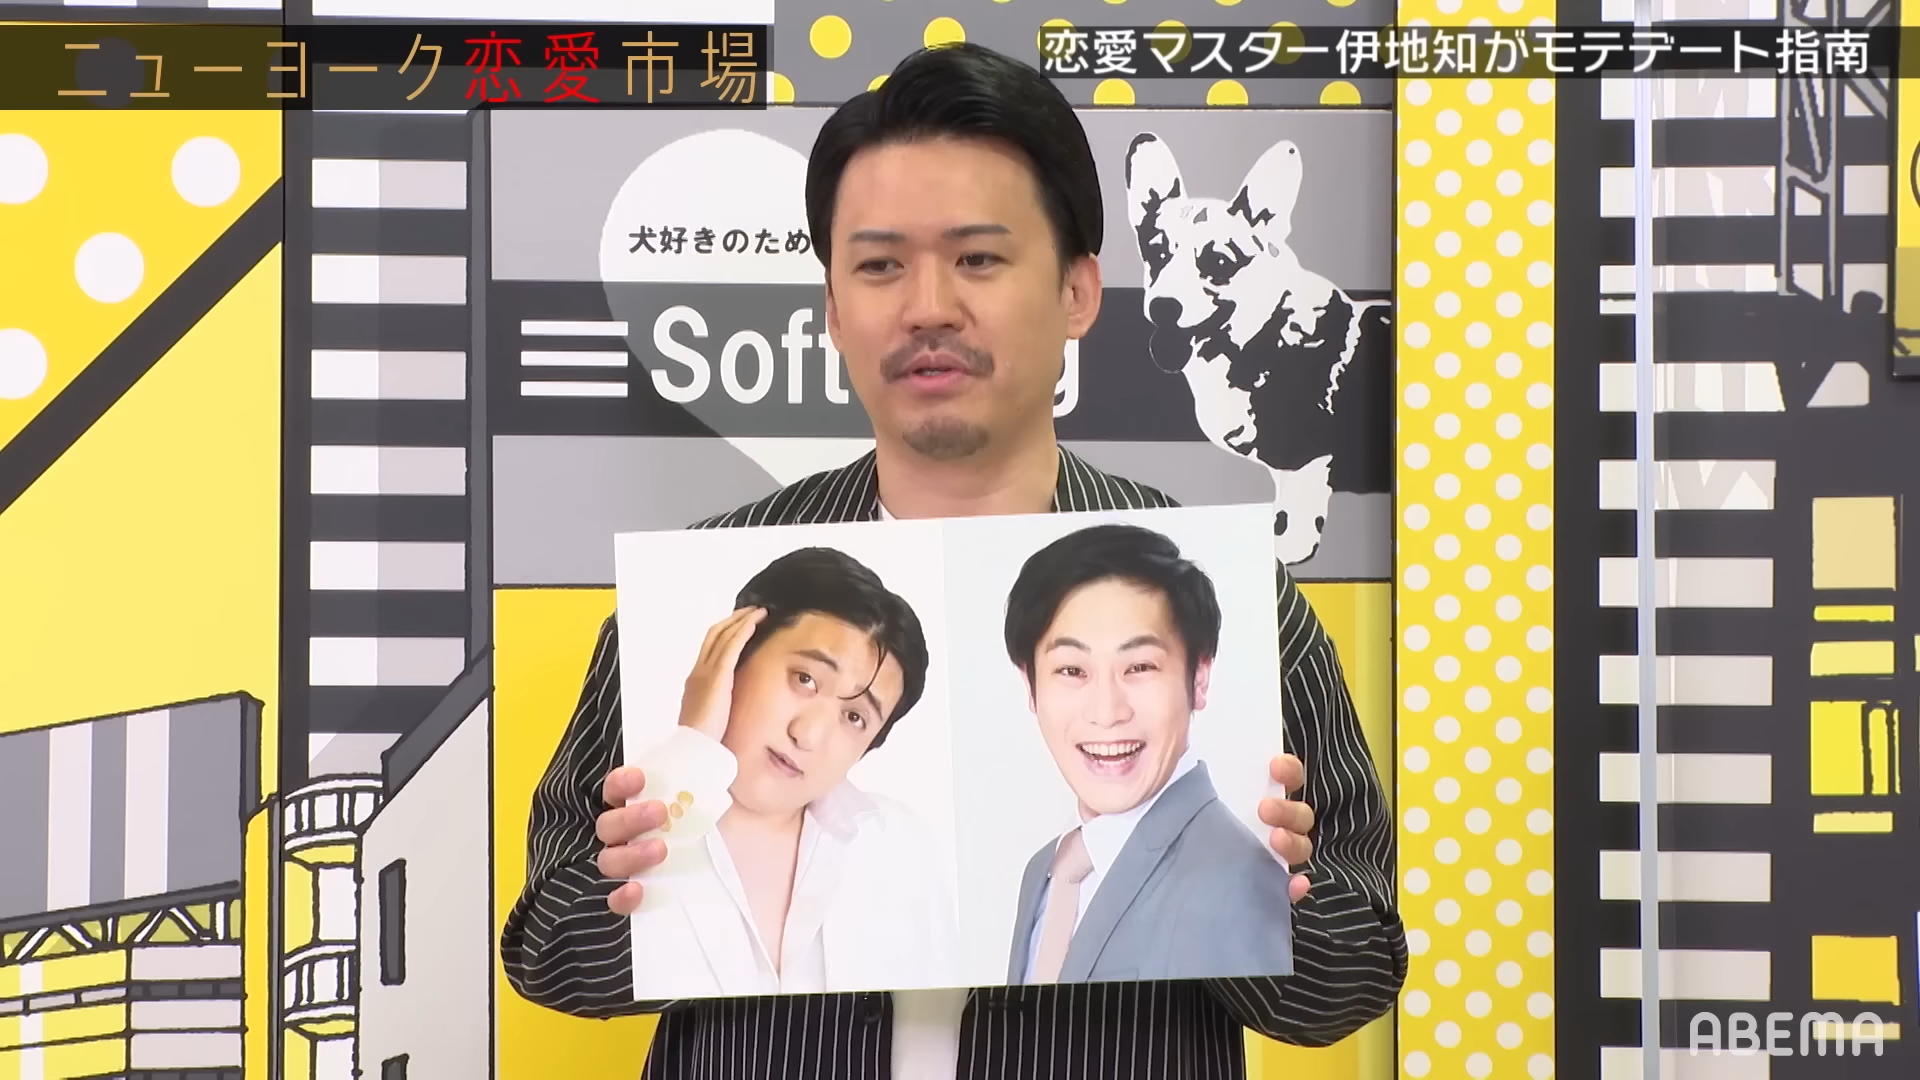 ニューヨーク恋愛市場
恋愛マスター伊地知がモテデート指南
犬好きのため
Soft
g
ABEMA